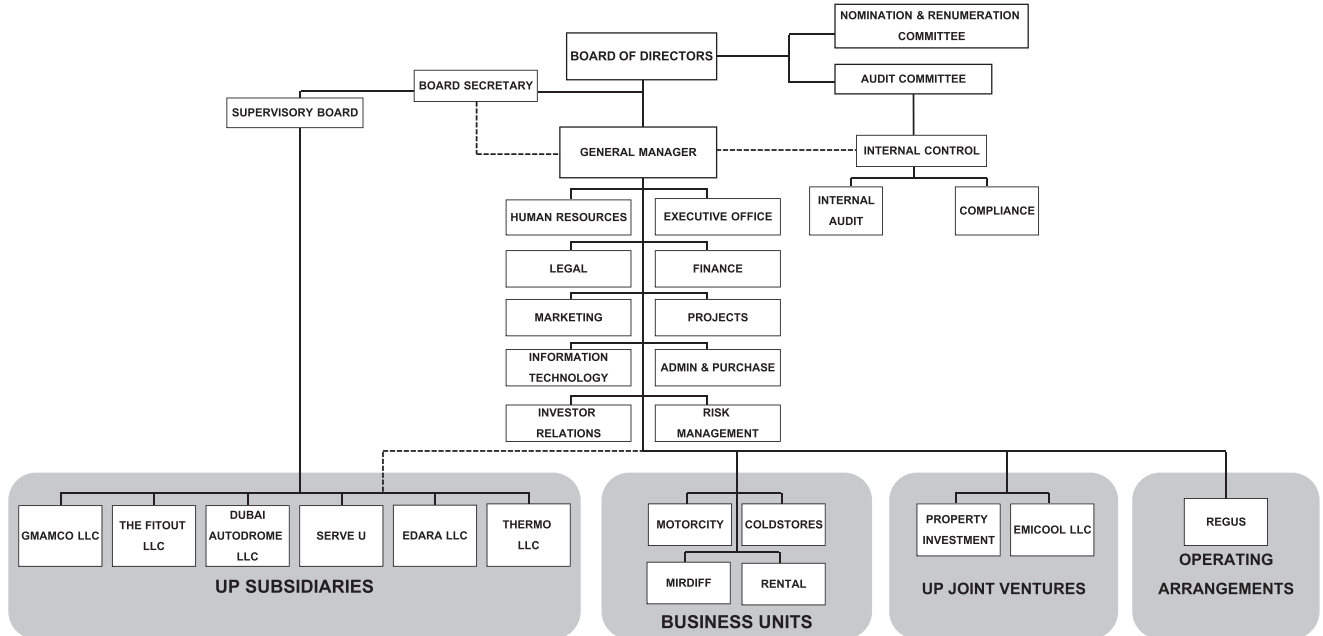 NOMINATION & RENUMERATION
COMMITTEE
BOARD OF DIRECTORS
AUDIT COMMITTEE
BOARD SECRETARY
SUPERVISORY BOARD
GENERAL MANAGER
INTERNAL CONTROL
INTERNAL
AUDIT
COMPLIANCE
HUMAN RESOURCES
EXECUTIVE OFFICE
LEGAL
FINANCE
MARKETING
PROJECTS
INFORMATION
TECHNOLOGY
ADMIN & PURCHASE
INVESTOR
RELATIONS
RISK
MANAGEMENT
GMAMCO LLC
THE FITOUT
LLC
DUBAI
AUTODROME
LLC
SERVE U
EDARA LLC
THERMO
LLC
UP SUBSIDIARIES
MOTORCITY
COLDSTORES
MIRDIFF
RENTAL
BUSINESS UNITS
PROPERTY
INVESTMENT
EMICOOL LLC
UP JOINT VENTURES
REGUS
OPERATING
ARRANGEMENTS